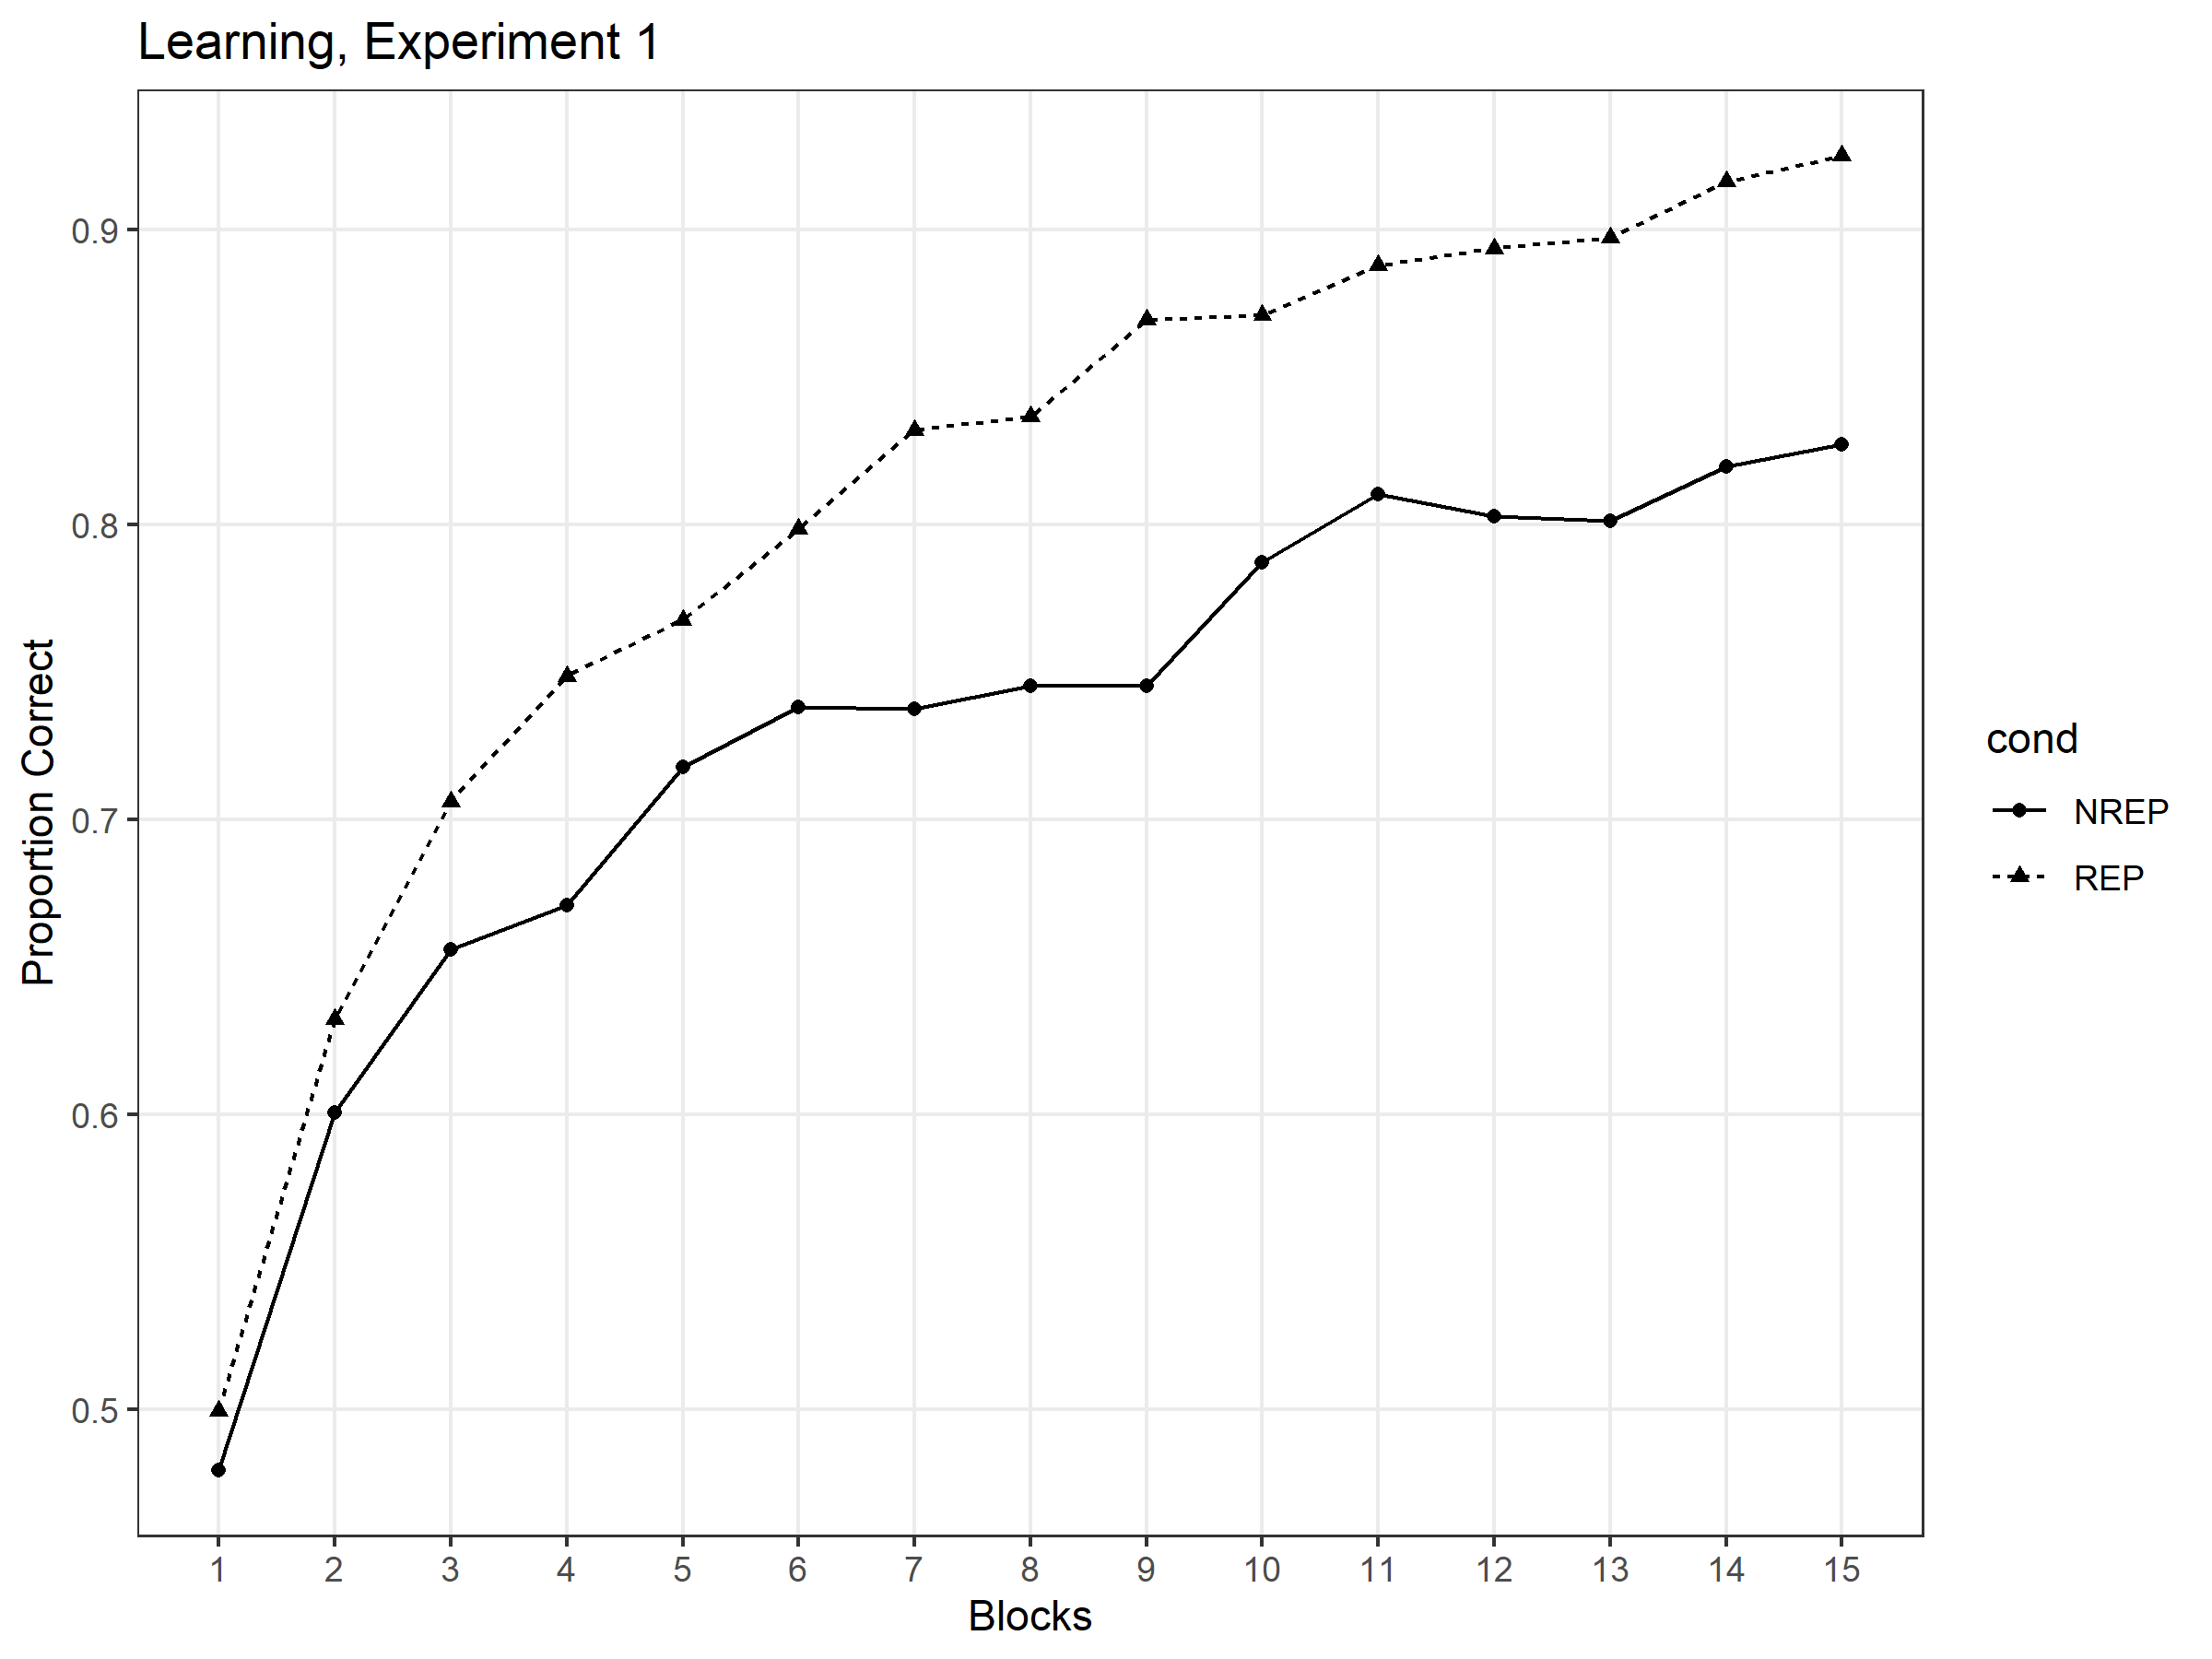 Learning, Experiment 1
Proportion Correct
0.9
0.8
0.7
0.6
0.5
1 2 3 4 5 6 7 8 9 10 11 12 13 14 15
Blocks
cond
NREP
REP